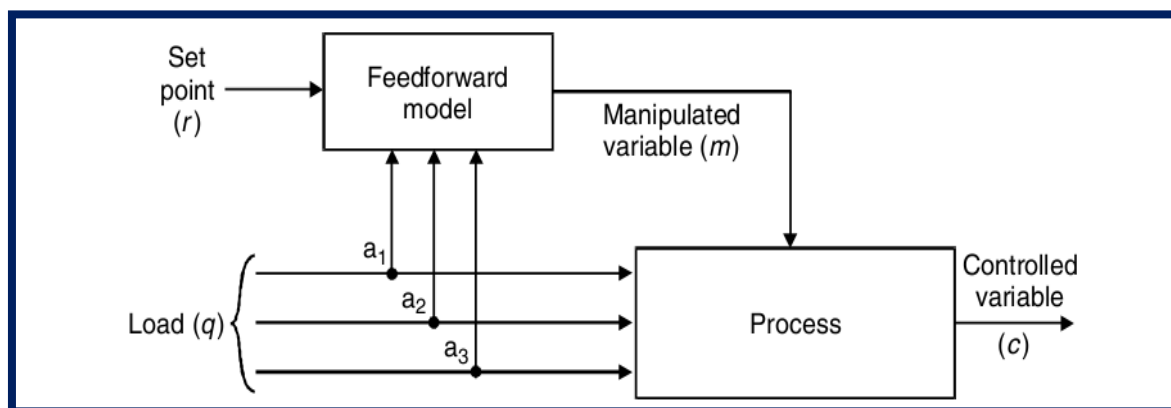 Set
point
(r)
Feedforward
model
Manipulated
variable (m)
a1
a2
a3
Load (q)
Process
Controlled
variable
(c)